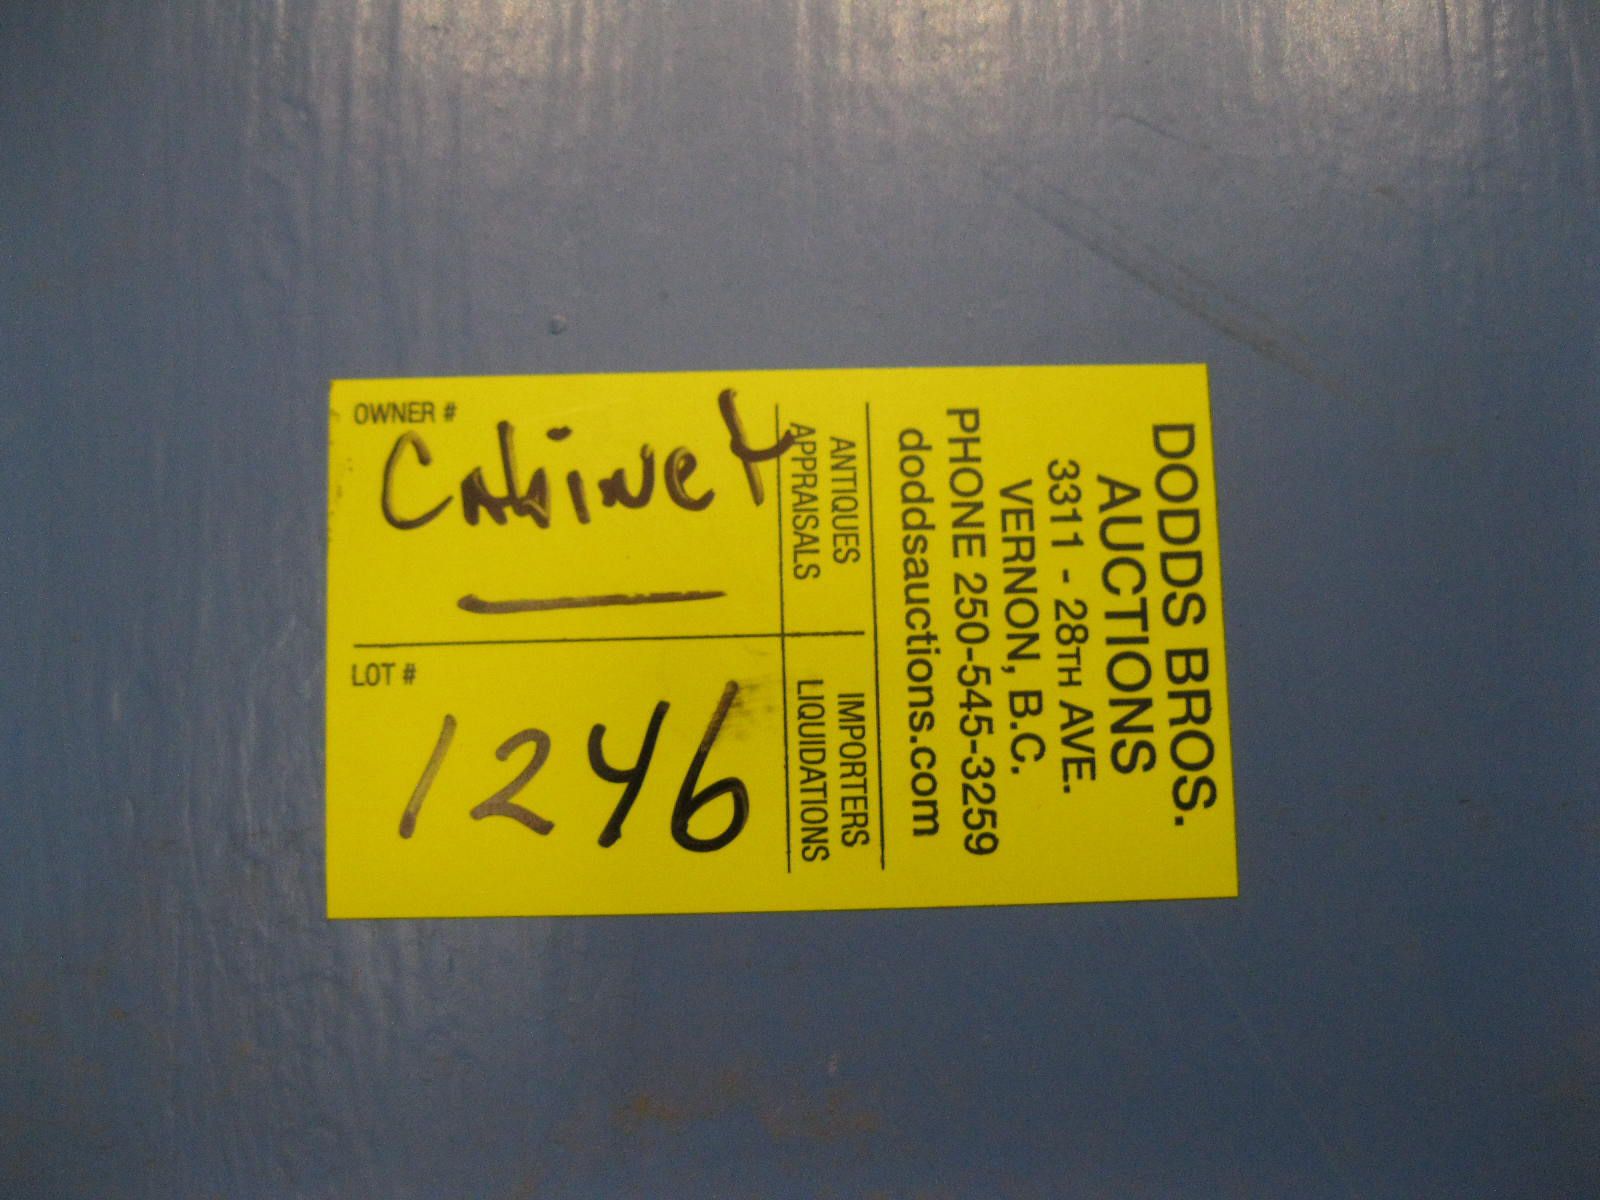 DODDS BROS.
AUCTIONS
3311 - 28TH AVE.
VERNON, B.C.
PHONE 250-545-3259
doddsauctions.com
ANTIQUES
APPRAISALS
IMPORTERS
LIQUIDATIONS
OWNER #
Cabinet
LOT #
1246